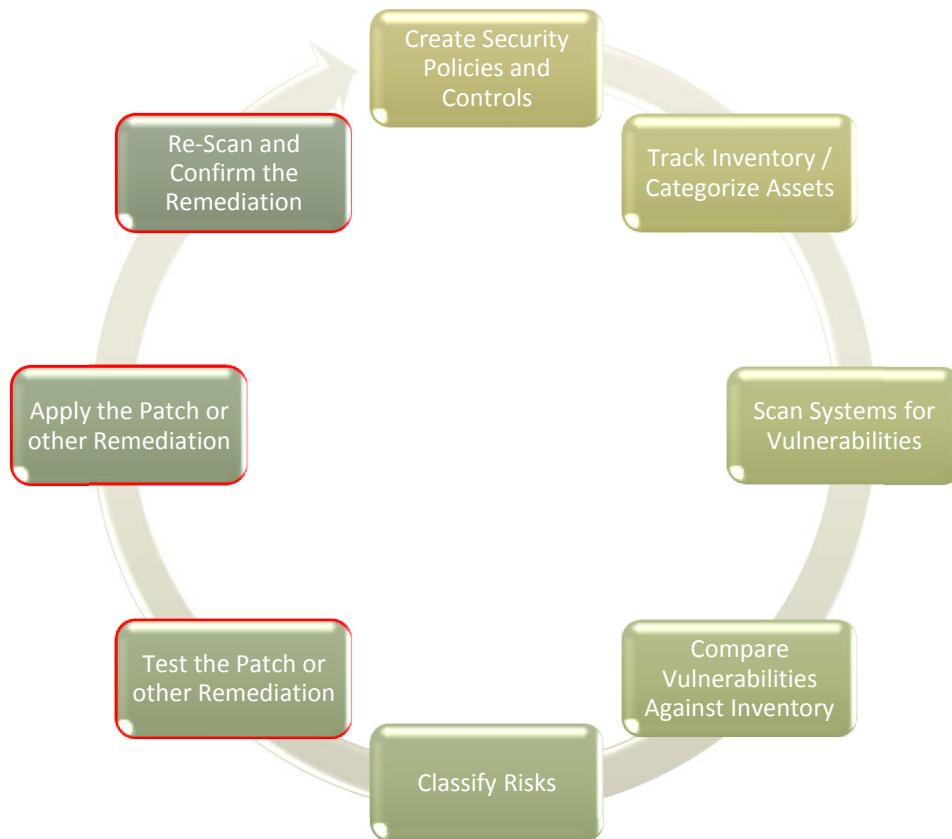 Create Security
Policies and
Controls
Track Inventory /
Categorize Assets
Scan Systems for
Vulnerabilities
Compare
Vulnerabilities
Against Inventory
Classify Risks
Test the Patch or
other Remediation
Apply the Patch or
other Remediation
Re-Scan and
Confirm the
Remediation